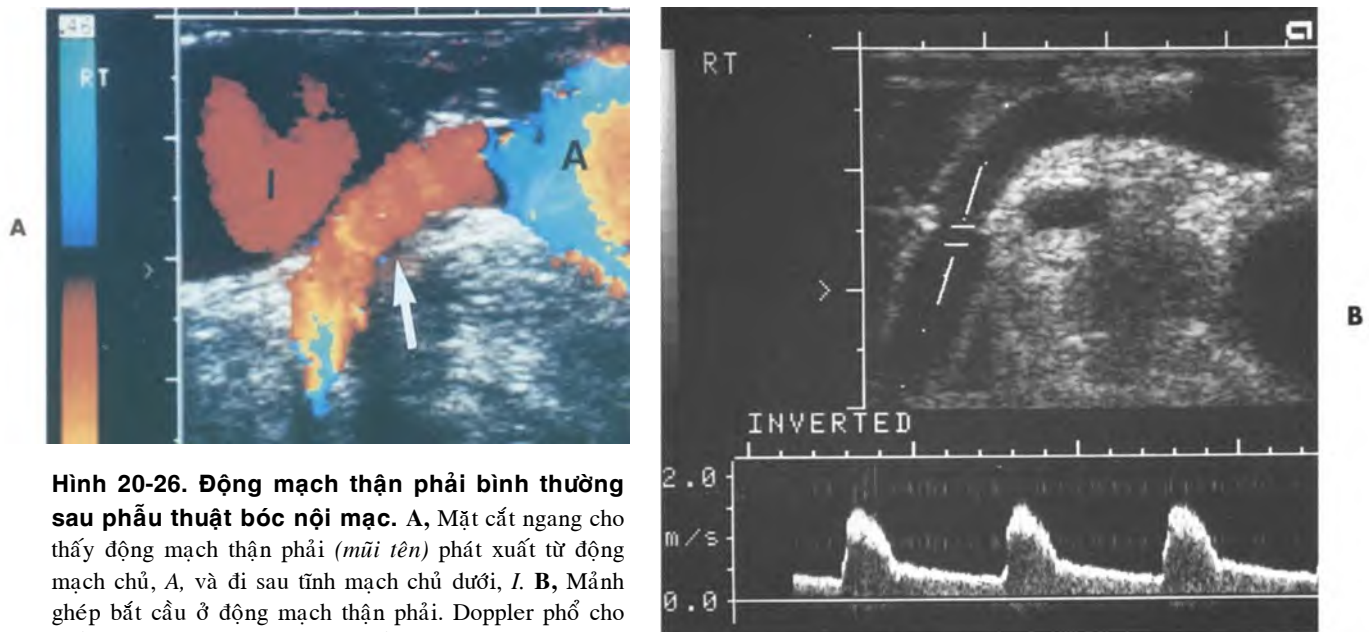 .46
RT
I
A
A
RT
B
INVERTED
2.0
m/s
0.0
Hình 20-26. Động mạch thận phải bình thường
sau phẫu thuật bóc nội mạc. A, Mặt cắt ngang cho
thấy động mạch thận phải (mũi tên) phát xuất từ động
mạch chủ, A, và đi sau tĩnh mạch chủ dưới, I. B, Mảnh
ghép bắt cầu ở động mạch thận phải. Doppler phổ cho